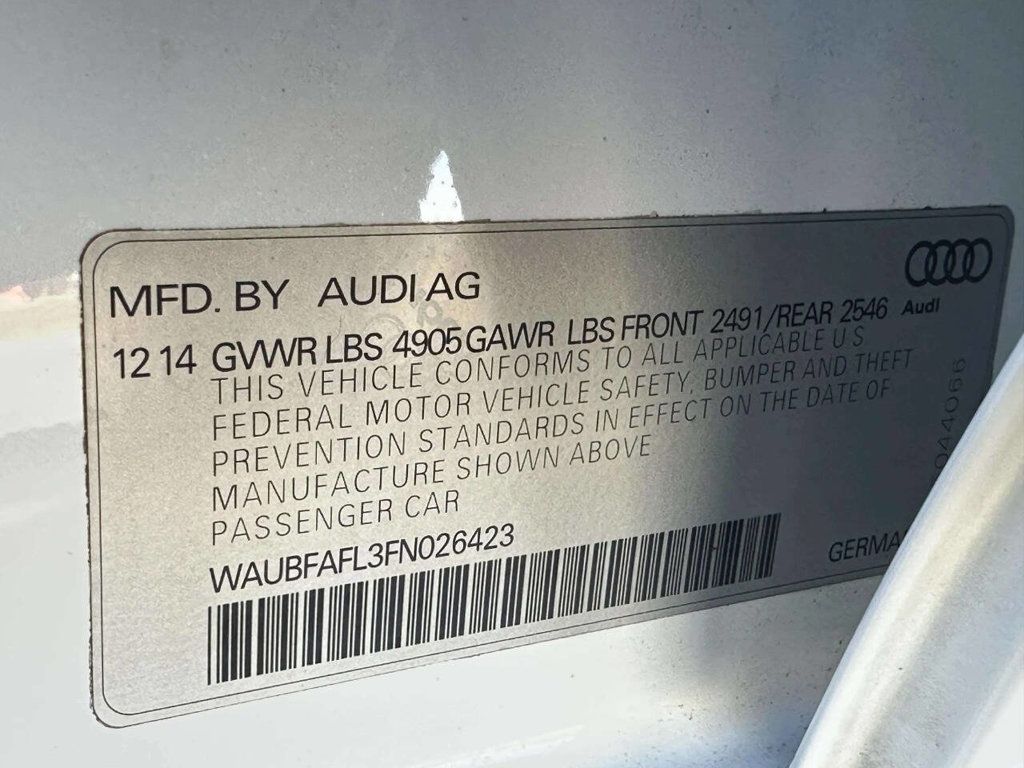 MFD. BY AUDI AG
Audi
12 14 GVWR LBS 4905 GAWR LBS FRONT 2491/REAR 2546
THIS VEHICLE CONFORMS TO ALL APPLICABLE U S
FEDERAL MOTOR VEHICLE SAFETY, BUMPER AND THEFT
PREVENTION STANDARDS IN EFFECT ON THE DATE OF
MANUFACTURE SHOWN ABOVE
PASSENGER CAR
WAUBFAFL3FN026423
GERMA
044066